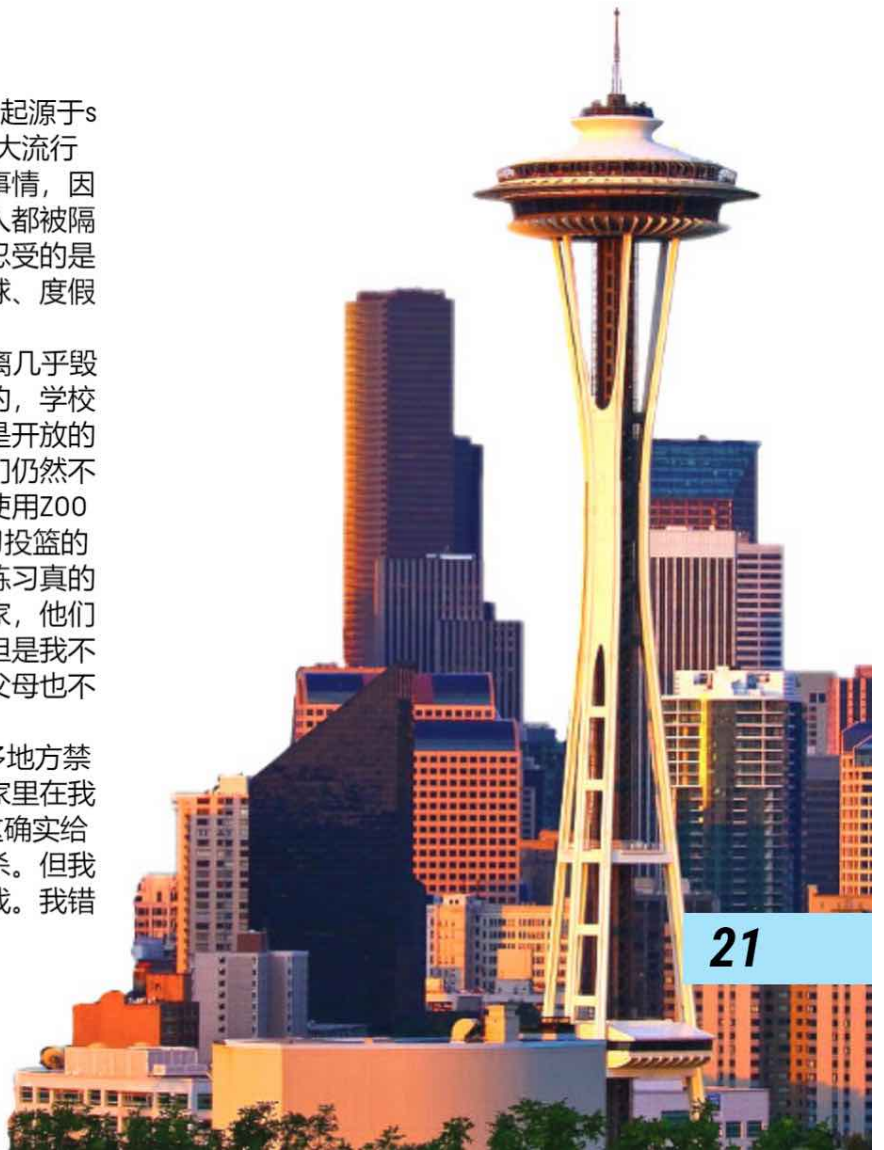 起源于s
大流行
事情，因
人都被隔
忍受的是
球、度假
离几乎毁
的，学校
是开放的
们仍然不
使用ZOO
习投篮的
练习真的
家，他们
但是我不
父母也不
多地方禁
家里在我
这确实给
杀。但我
我。我错
21